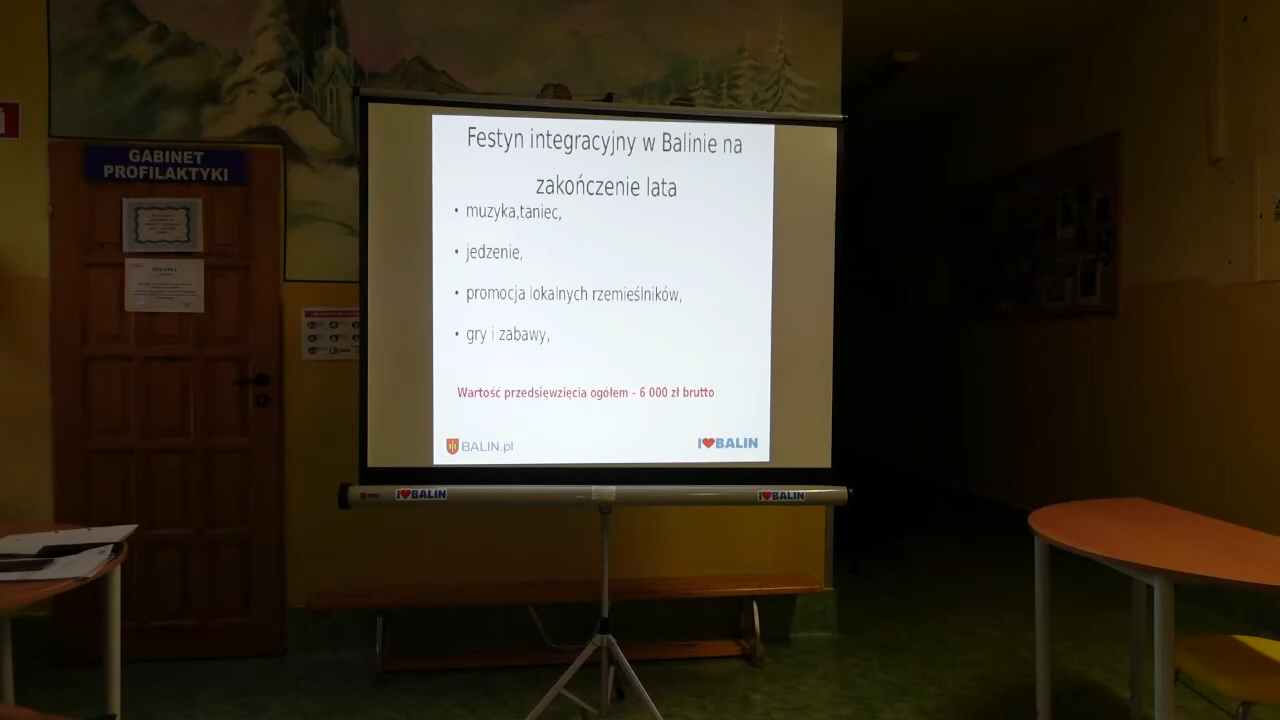 GABINET
PROFILAKTYKI
Festyn integracyjny w Balinie na
zakończenie lata
• muzyka,taniec,
• jedzenie,
• promocja lokalnych rzemieślników,
• gry i zabawy,
Wartość przedsięwzięcia ogółem - 6 000 zł brutto
BALIN.pl
I❤BALIN
I❤BALIN
I❤BALIN